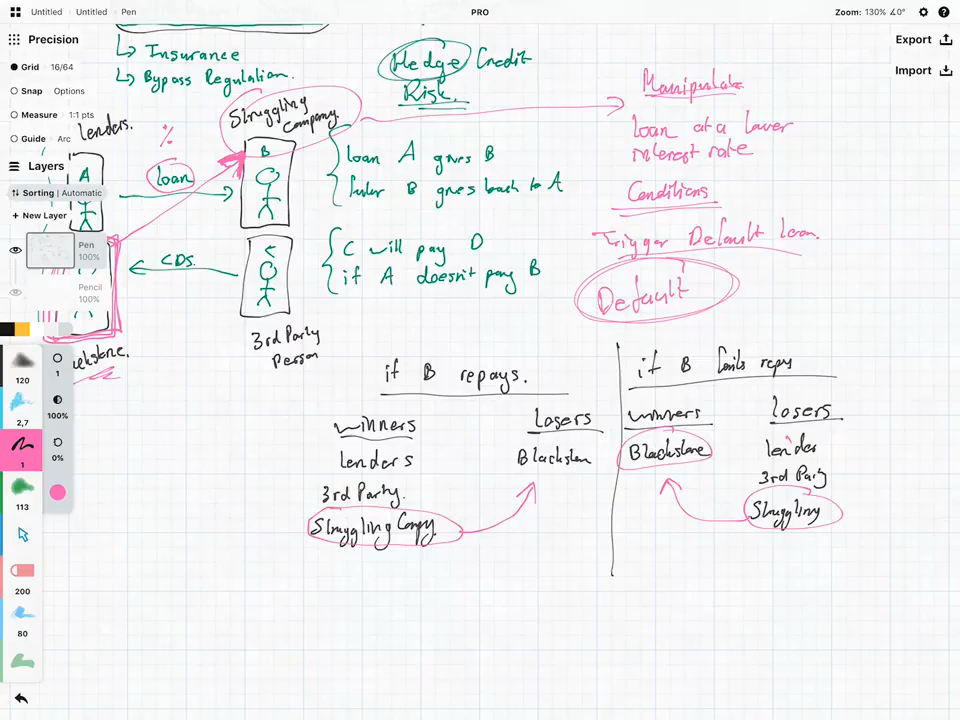 Untitled
Untitled
Pen
PRO
Zoom: 130% ∠0°
Precision
Export
Import
Grid
16/64
Snap
Options
Measure
1:1 pts
Guide
Arc
Layers
Sorting | Automatic
New Layer
Pen
100%
Pencil
100%
120
2,7
1
113
200
80
1
100%
0%
Insurance
Bypass Regulation.
Hedge Credit
Risk.
lenders.
A
%
loan
Struggling
Company.
B
loan A gives B
B gives back to A
CDS.
C
C will pay D
if A doesn't pay B
3rd Party
Person
Manipulate
Loan at a lower
interest rate
Conditions
Trigger Default Loan.
Default
if B repays.
winners
lenders
3rd Party.
Struggling
losers
if B fails repay
winners
Blackstone
losers
lender
3rd Party
Struggling